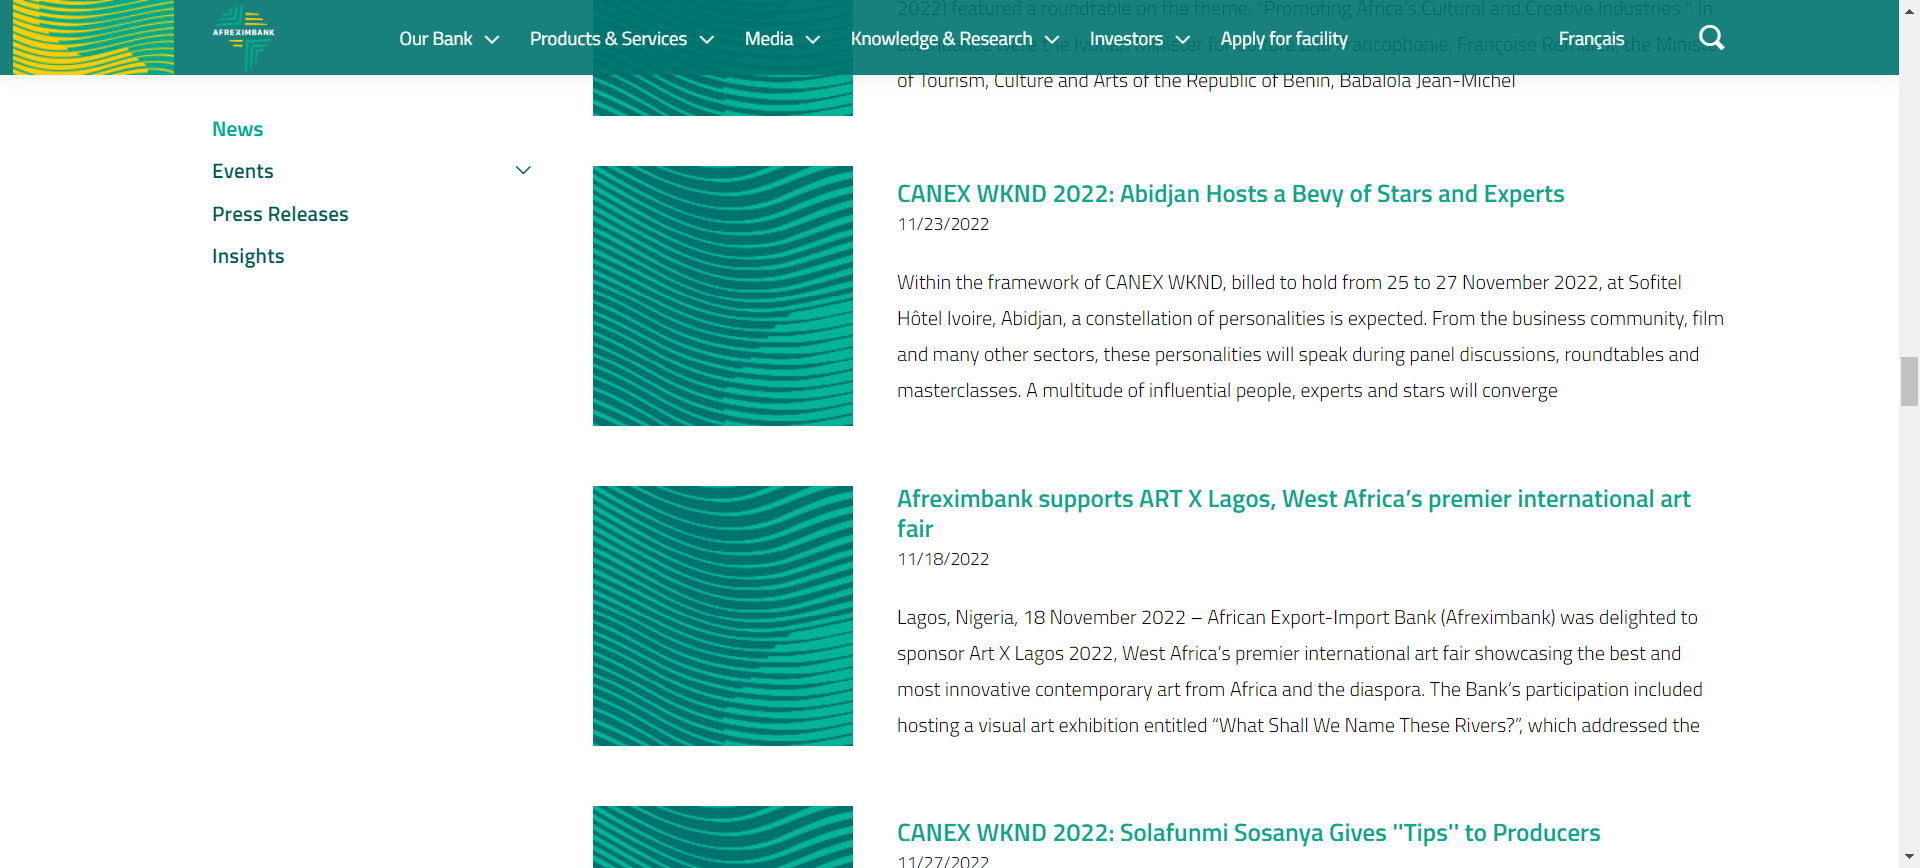 AFREXIMBANK
Our Bank
Products & Services
Media
Knowledge & Research
Investors
Apply for facility
Français
2022) featured a roundtable on the theme: “Promoting Africa’s Cultural and Creative Industries ”. In
were the Ivorian Minister for Culture and Francophonie, Françoise Remarck, the Minister
of Tourism, Culture and Arts of the Republic of Benin, Babalola Jean-Michel
News
Events
Press Releases
Insights
CANEX WKND 2022: Abidjan Hosts a Bevy of Stars and Experts
11/23/2022
Within the framework of CANEX WKND, billed to hold from 25 to 27 November 2022, at Sofitel
Hôtel Ivoire, Abidjan, a constellation of personalities is expected. From the business community, film
and many other sectors, these personalities will speak during panel discussions, roundtables and
masterclasses. A multitude of influential people, experts and stars will converge
Afreximbank supports ART X Lagos, West Africa’s premier international art
fair
11/18/2022
Lagos, Nigeria, 18 November 2022 – African Export-Import Bank (Afreximbank) was delighted to
sponsor Art X Lagos 2022, West Africa’s premier international art fair showcasing the best and
most innovative contemporary art from Africa and the diaspora. The Bank’s participation included
hosting a visual art exhibition entitled “What Shall We Name These Rivers?”, which addressed the
CANEX WKND 2022: Solafunmi Sosanya Gives "Tips" to Producers
11/27/2022